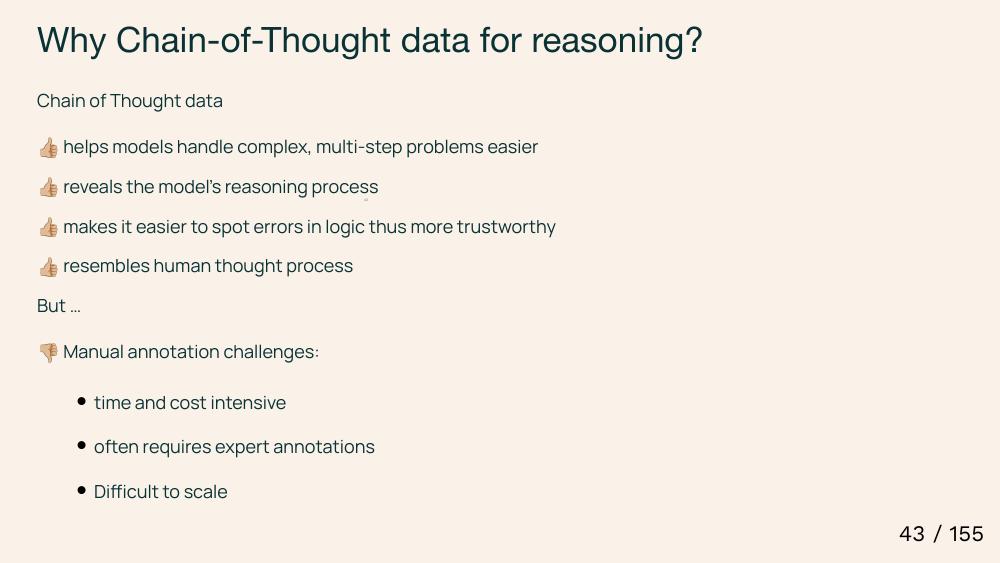 Why Chain-of-Thought data for reasoning?
Chain of Thought data
👍🏼 helps models handle complex, multi-step problems easier
👍🏼 reveals the model's reasoning process
👍🏼 makes it easier to spot errors in logic thus more trustworthy
👍🏼 resembles human thought process
But …
👎🏼 Manual annotation challenges:
● time and cost intensive
● often requires expert annotations
● Difficult to scale
43 / 155